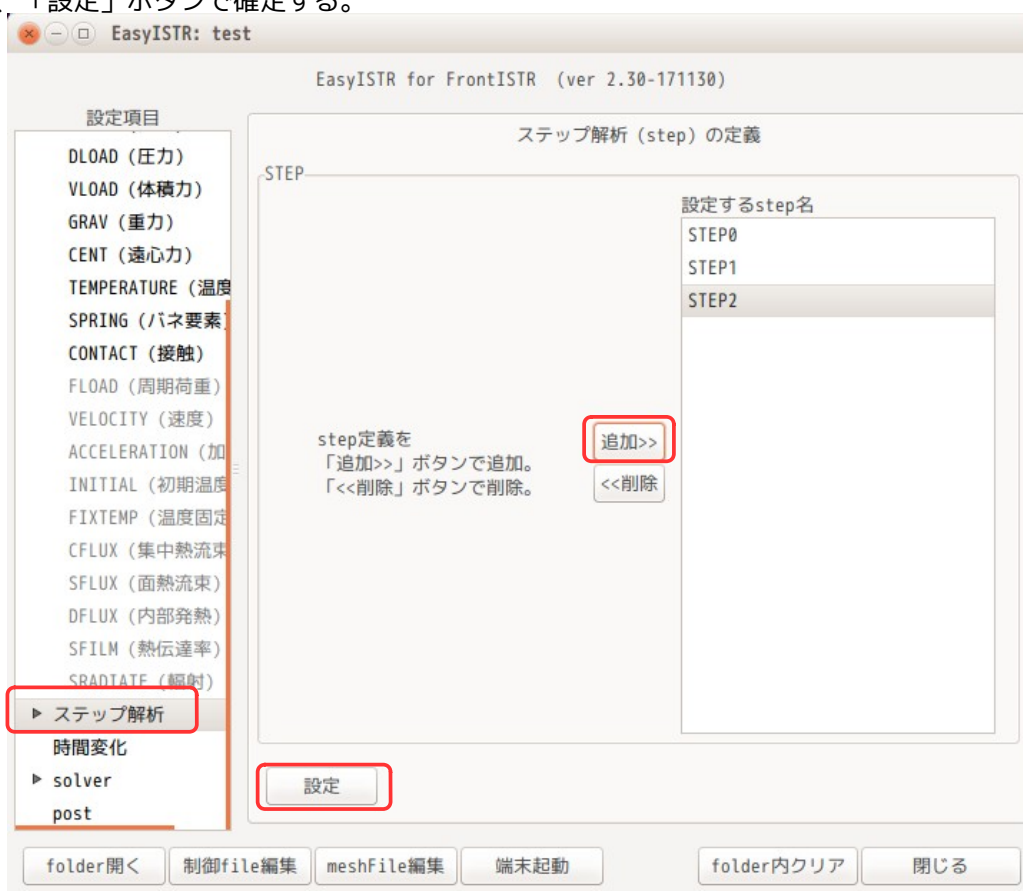 「設定」ボタンで確定する。
EasyISTR: test
EasyISTR for FrontISTR (ver 2.30-171130)
設定項目
DLOAD (圧力)
VLOAD (体積力)
GRAV (重力)
CENT (遠心力)
TEMPERATURE (温度
SPRING (バネ要素)
CONTACT (接触)
FLOAD (周期荷重)
VELOCITY (速度)
ACCELERATION (加
INITIAL (初期温度
FIXTEMP (温度固定
CFLUX (集中熱流束
SFLUX (面熱流束)
DFLUX (内部発熱)
SFILM (熱伝達率)
SRADIATE (輻射)
ステップ解析
時間変化
solver
post
ステップ解析 (step) の定義
STEP
設定するstep名
STEP0
STEP1
STEP2
step定義を
「追加>>」ボタンで追加。
「<<削除」ボタンで削除。
追加>>
<<削除
設定
folder開く
制御file編集
meshFile編集
端末起動
folder内クリア
閉じる